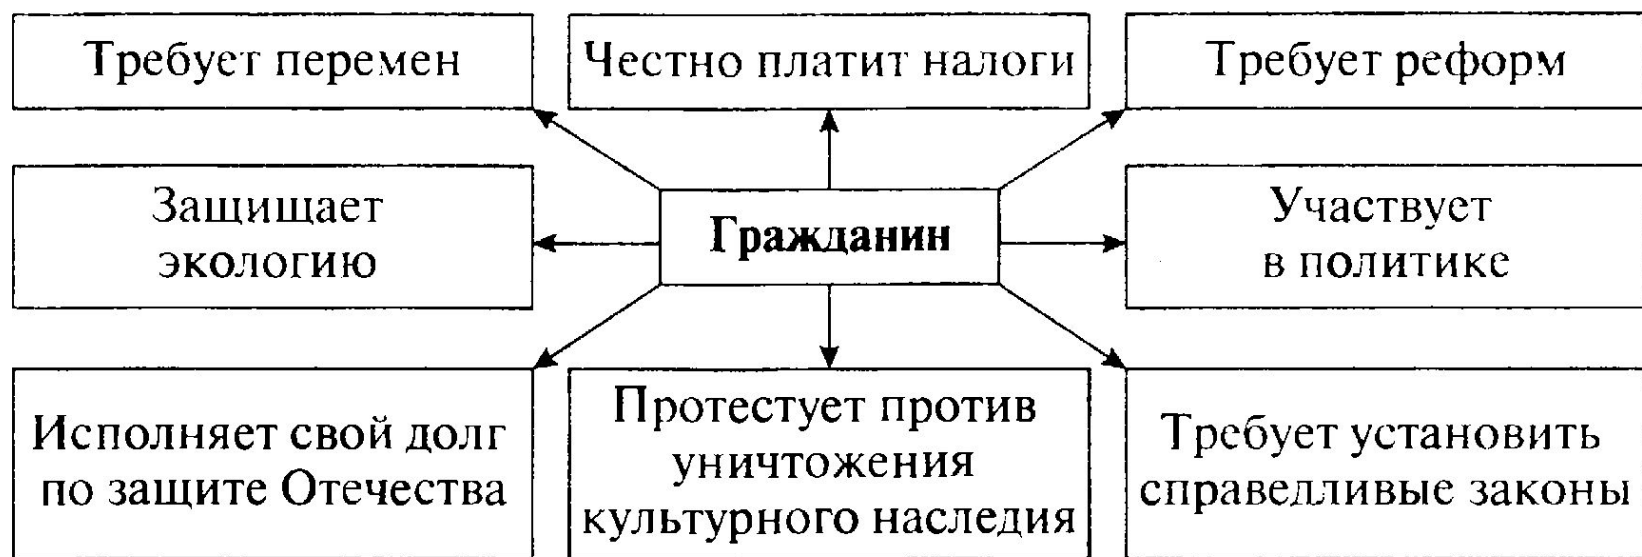 Требует перемен
Честно платит налоги
Требует реформ
Защищает
экологию
Гражданин
Участвует
в политике
Исполняет свой долг
по защите Отечества
Протестует против
уничтожения
культурного наследия
Требует установить
справедливые законы